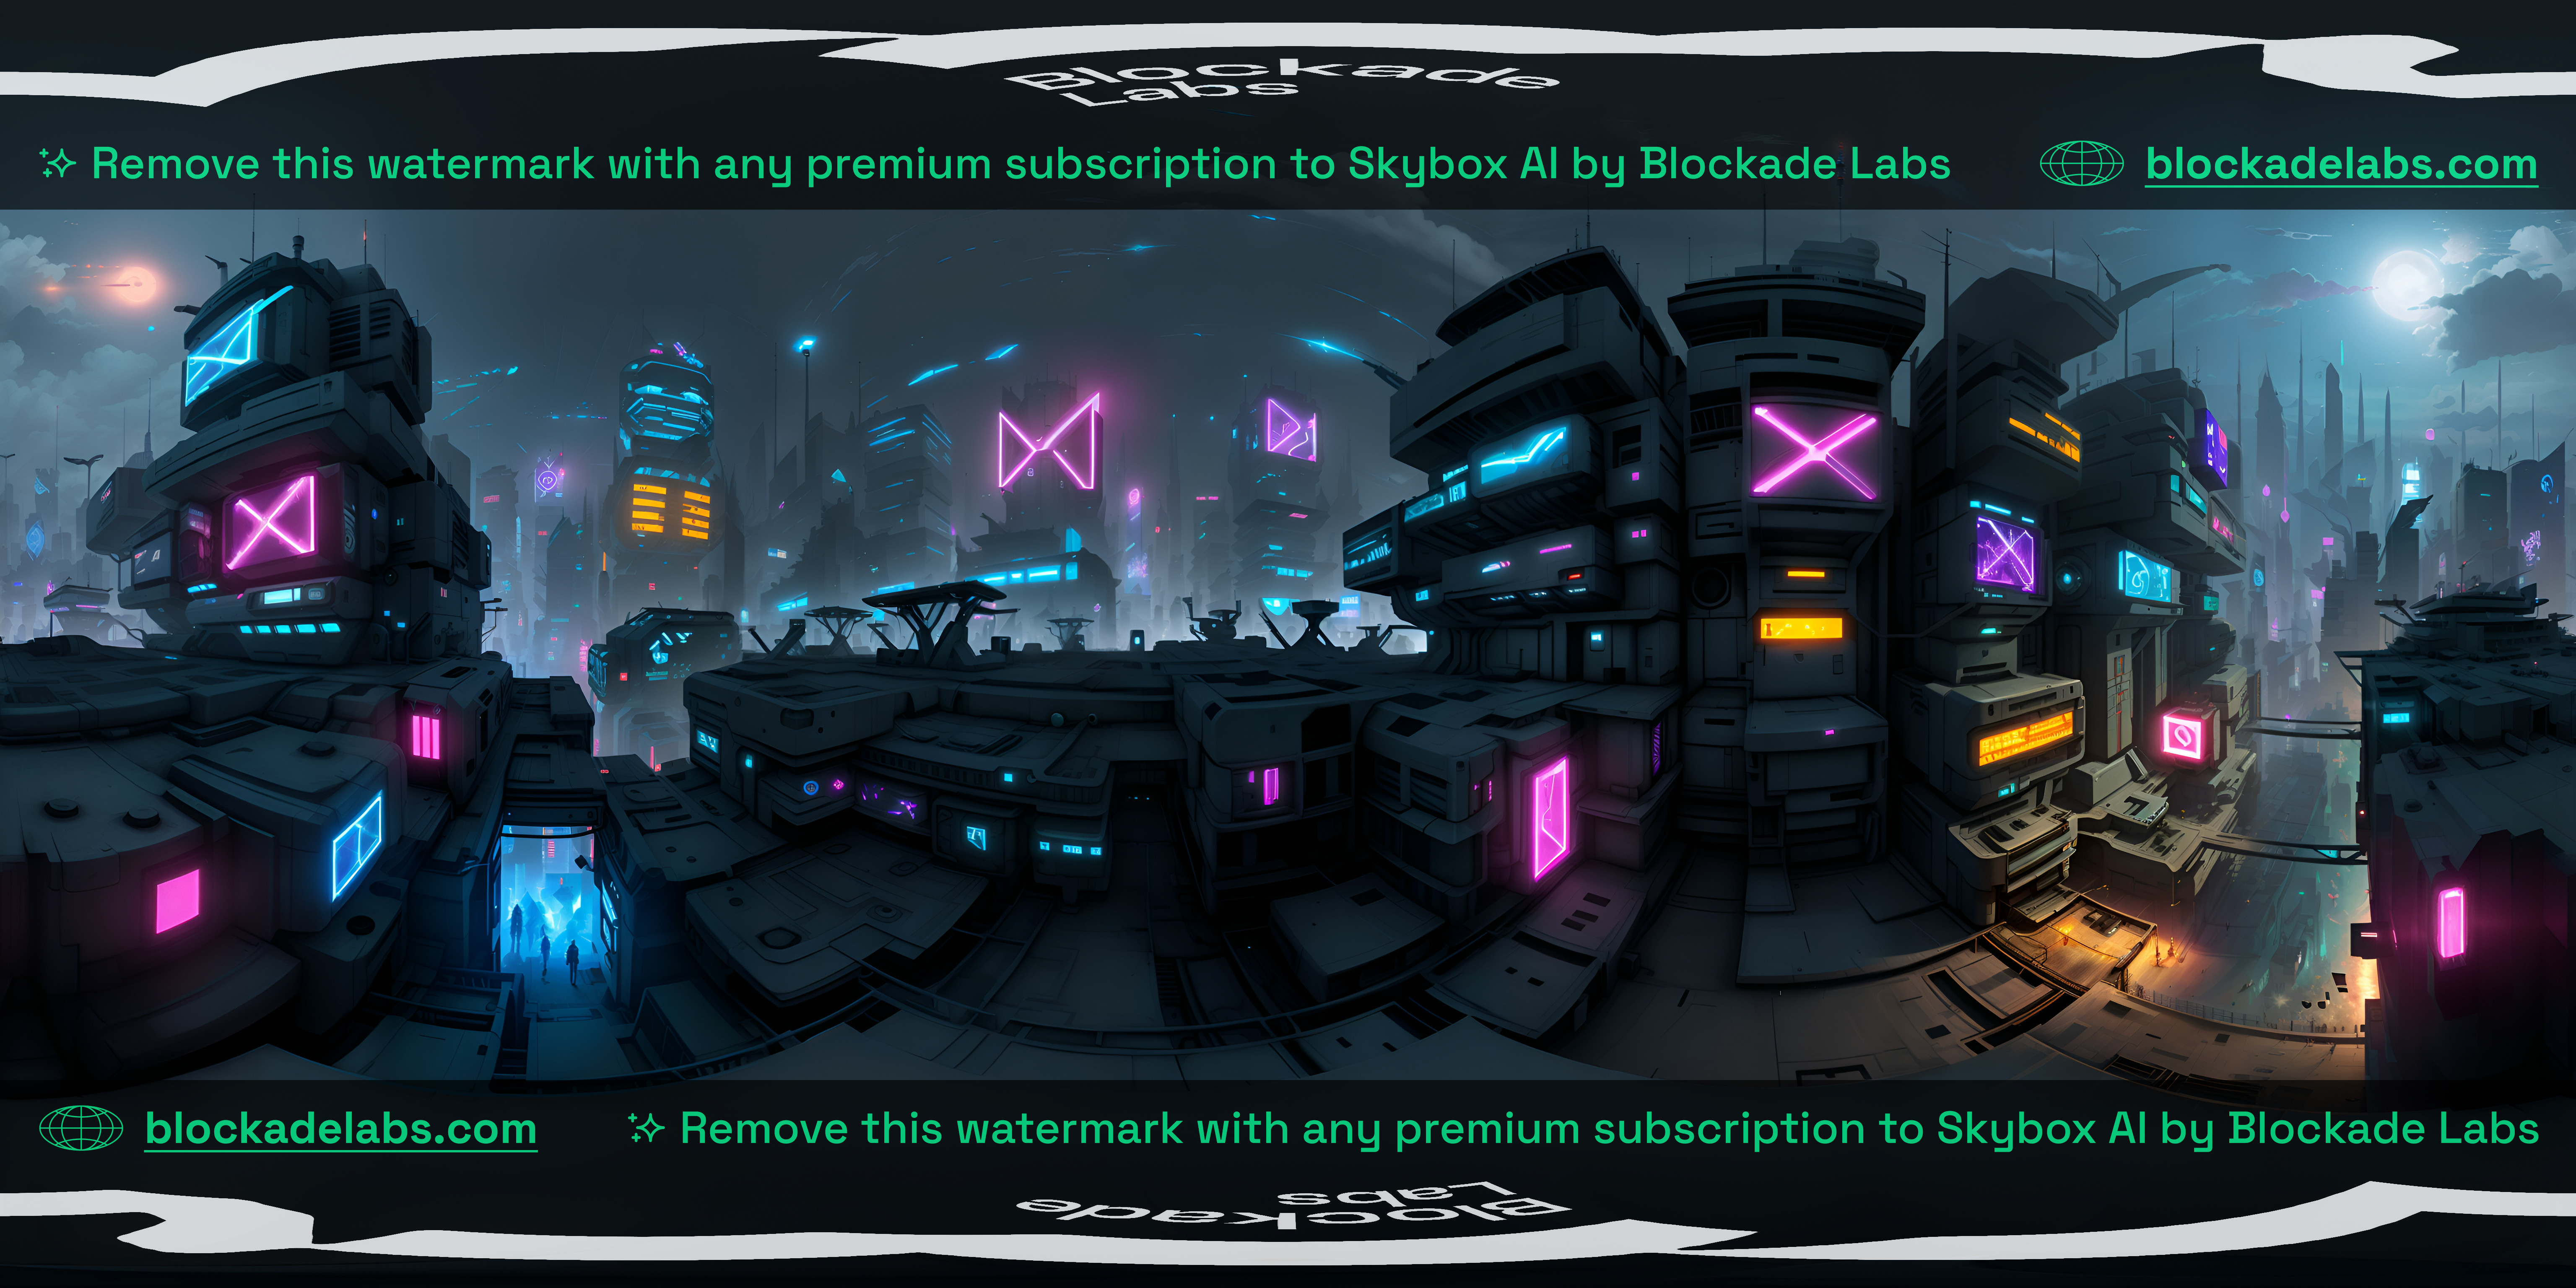 Blockade
Labs
Remove this watermark with any premium subscription to Skybox AI by Blockade Labs
blockadelabs.com
blockadelabs.com
Remove this watermark with any premium subscription to Skybox AI by Blockade Labs
Labs
Blockade